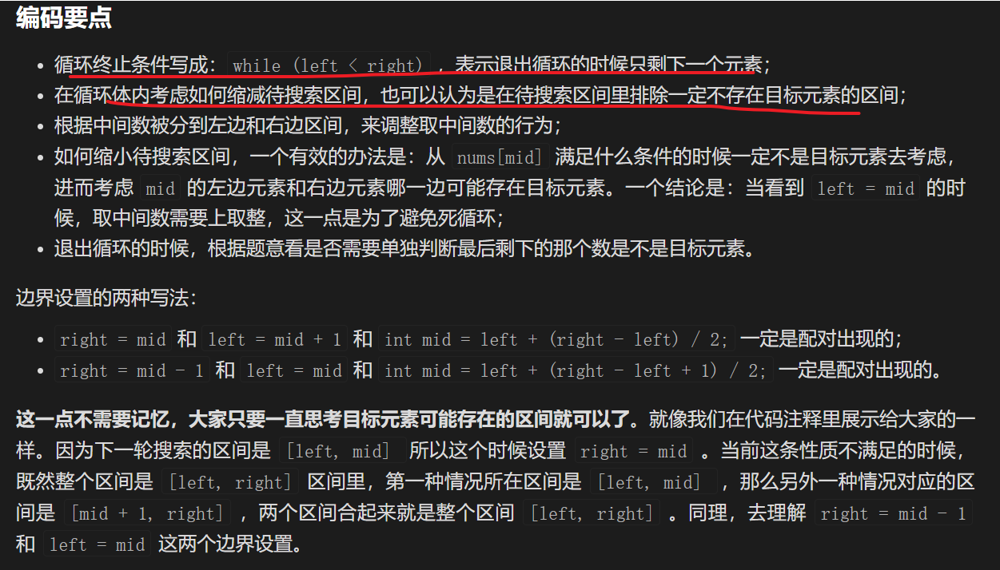 编码要点
循环终止条件写成：while (left < right) ，表示退出循环的时候只剩下一个元素；
在循环体内考虑如何缩减待搜索区间，也可以认为是在待搜索区间里排除一定不存在目标元素的区间；
根据中间数被分到左边和右边区间，来调整取中间数的行为；
如何缩小待搜索区间，一个有效的办法是：从 nums[mid] 满足什么条件的时候一定不是目标元素去考虑，
进而考虑 mid 的左边元素和右边元素哪一边可能存在目标元素。一个结论是：当看到 left = mid 的时
候，取中间数需要上取整，这一点是为了避免死循环；
退出循环的时候，根据题意看是否需要单独判断最后剩下的那个数是不是目标元素。
边界设置的两种写法：
right = mid 和 left = mid + 1 和 int mid = left + (right - left) / 2; 一定是配对出现的；
right = mid - 1 和 left = mid 和 int mid = left + (right - left + 1) / 2; 一定是配对出现的。
这一点不需要记忆，大家只要一直思考目标元素可能存在的区间就可以了。就像我们在代码注释里展示给大家的一
样。因为下一轮搜索的区间是 [left, mid] 所以这个时候设置 right = mid 。当前这条性质不满足的时候，
既然整个区间是 [left, right] 区间里，第一种情况所在区间是 [left, mid] ，那么另外一种情况对应的区
间是 [mid + 1, right] ，两个区间合起来就是整个区间 [left, right] 。同理，去理解 right = mid - 1
和 left = mid 这两个边界设置。